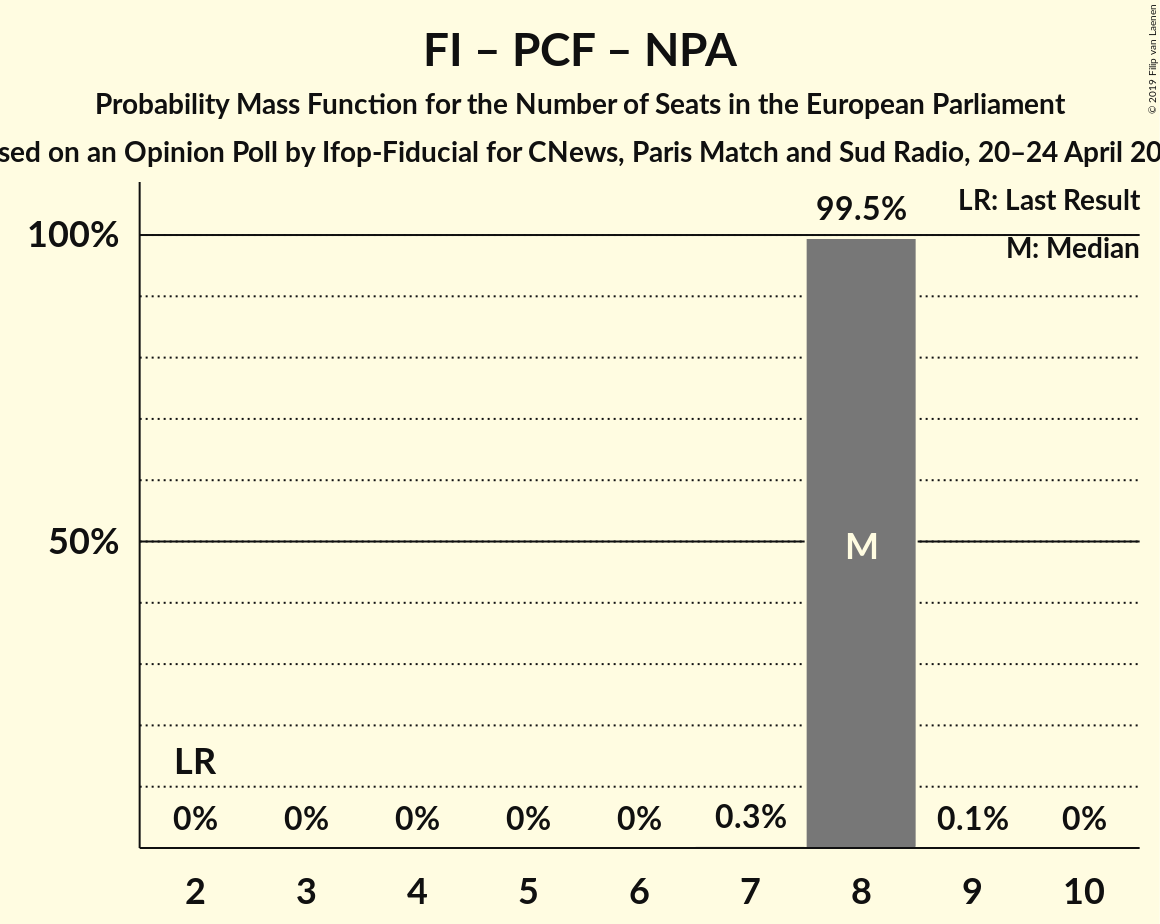 FI – PCF – NPA
Probability Mass Function for the Number of Seats in the European Parliament
sed on an Opinion Poll by Ifop-Fiducial for CNews, Paris Match and Sud Radio, 20–24 April 20
© 2019 Filip van Laenen
LR: Last Result
M: Median
99.5%
100%
50%
M
LR
0% 0% 0% 0% 0% 0.3% 0.1% 0%
2 3 4 5 6 7 8 9 10